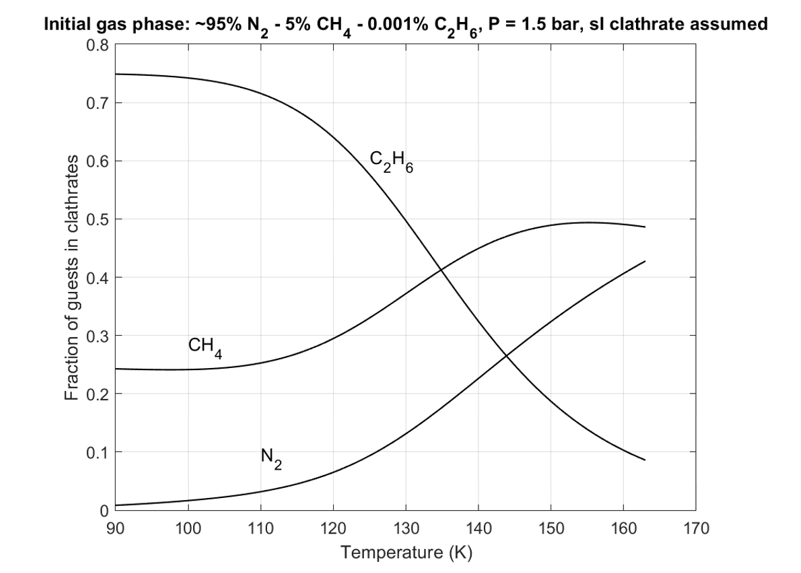 Initial gas phase: ~95% N₂ - 5% CH₄ - 0.001% C₂H₆, P = 1.5 bar, sI clathrate assumed
0.8
0.7
0.6
0.5
0.4
0.3
0.2
0.1
0
Fraction of guests in clathrates
C₂H₆
CH₄
N₂
90 100 110 120 130 140 150 160 170
Temperature (K)